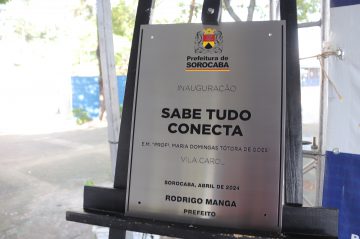 Prefeitura de
SOROCABA
INAUGURAÇÃO
SABE TUDO
CONECTA
E.M. "PROFª. MARIA DOMINGAS TÓTORA DE GÓES"
VILA CAROL
SOROCABA, ABRIL DE 2024
RODRIGO MANGA
PREFEITO